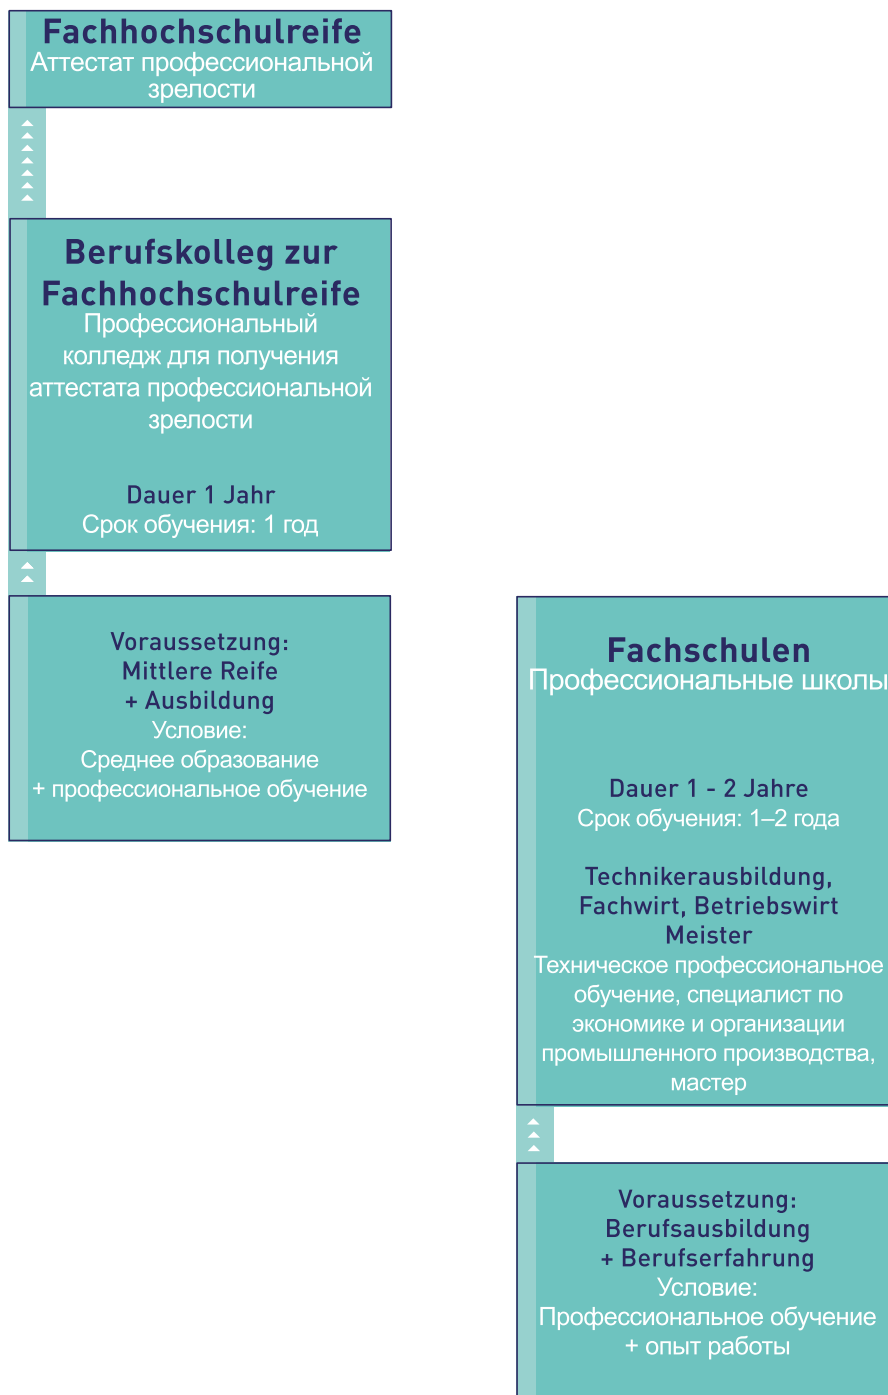 Fachhochschulreife
Аттестат профессиональной
зрелости
Berufskolleg zur
Fachhochschulreife
Профессиональный
колледж для получения
аттестата профессиональной
зрелости
Dauer 1 Jahr
Срок обучения: 1 год
Voraussetzung:
Mittlere Reife
+ Ausbildung
Условие:
Среднее образование
+ профессиональное обучение
Fachschulen
Профессиональные школы
Dauer 1 - 2 Jahre
Срок обучения: 1–2 года
Technikerausbildung,
Fachwirt, Betriebswirt
Meister
Техническое профессиональное
обучение, специалист по
экономике и организации
промышленного производства,
мастер
Voraussetzung:
Berufsausbildung
+ Berufserfahrung
Условие:
Профессиональное обучение
+ опыт работы